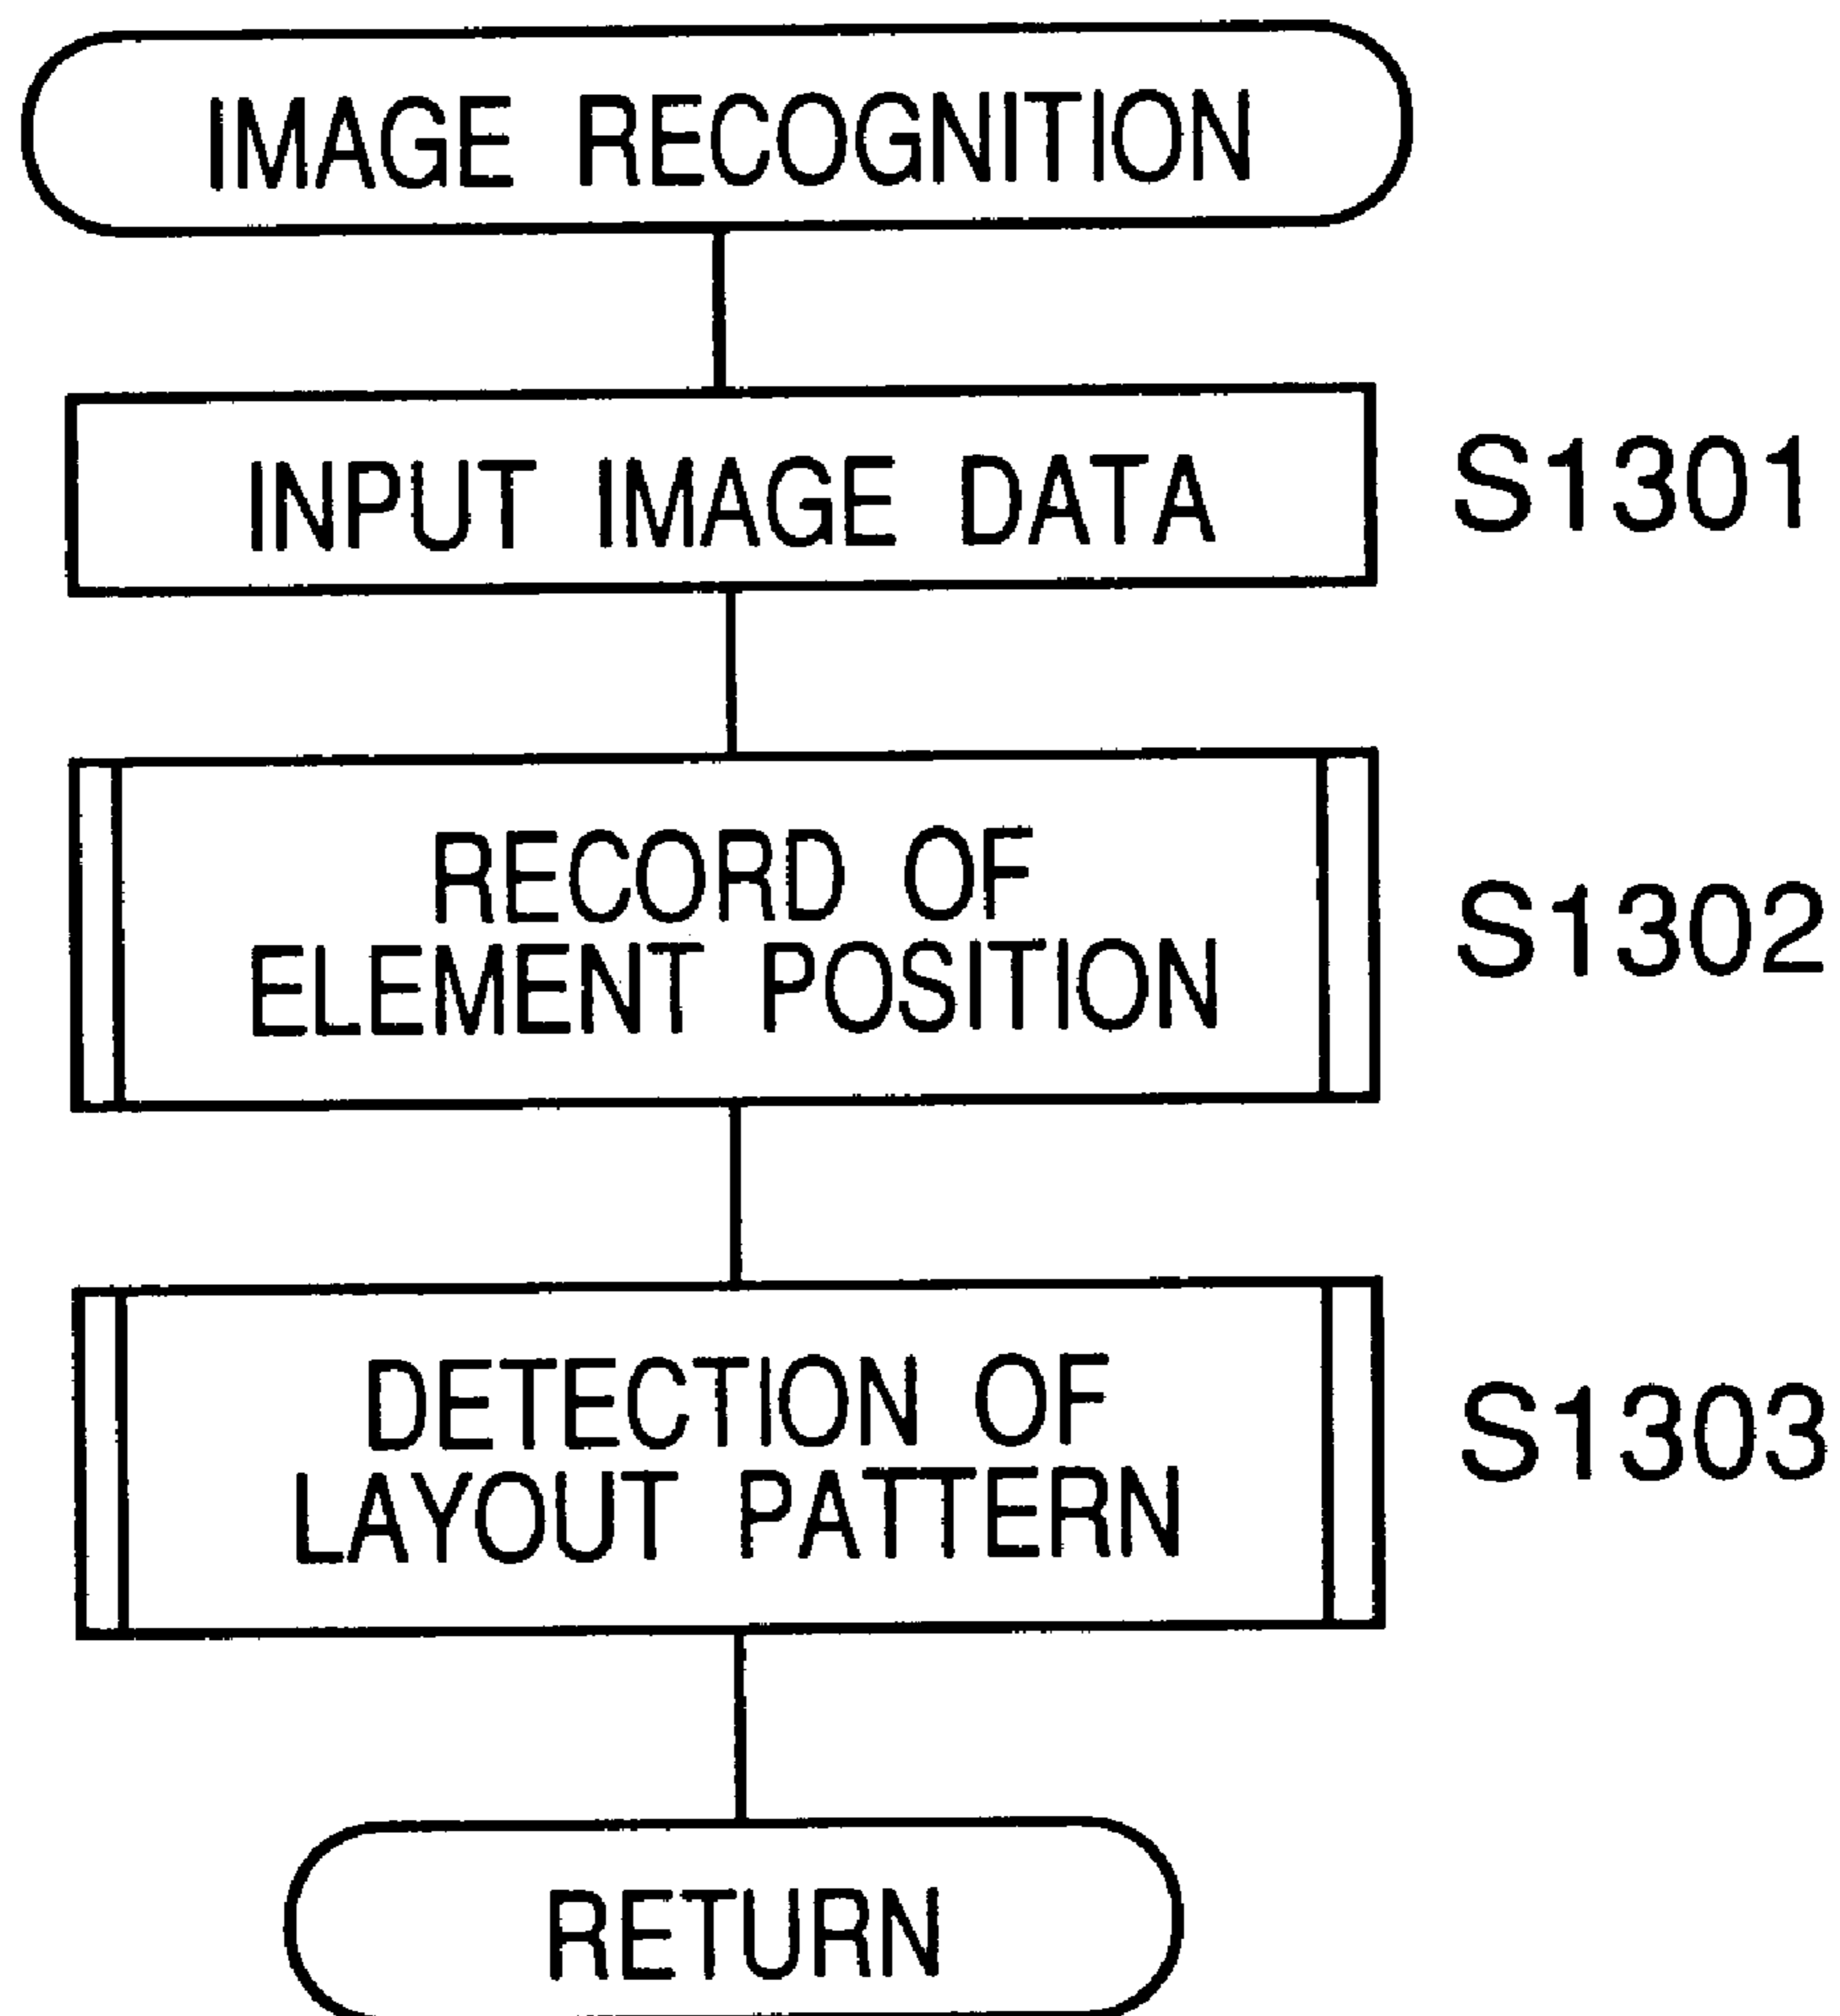 IMAGE RECOGNITION
INPUT IMAGE DATA
S1301
RECORD OF
ELEMENT POSITION
S1302
DETECTION OF
LAYOUT PATTERN
S1303
RETURN